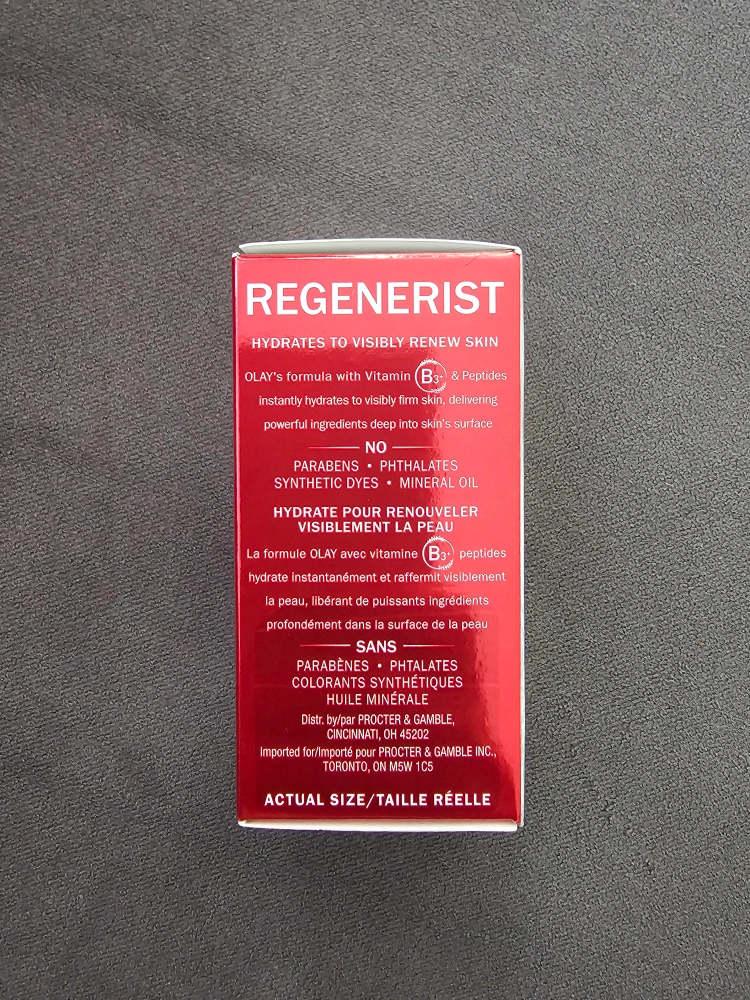 REGENERIST
HYDRATES TO VISIBLY RENEW SKIN
OLAY's formula with Vitamin B3+ & Peptides
instantly hydrates to visibly firm skin, delivering
powerful ingredients deep into skin's surface
NO
PARABENS • PHTHALATES
SYNTHETIC DYES • MINERAL OIL
HYDRATE POUR RENOUVELER
VISIBLEMENT LA PEAU
La formule OLAY avec vitamine B3+ peptides
hydrate instantanément et raffermit visiblement
la peau, libérant de puissants ingrédients
profondément dans la surface de la peau
SANS
PARABÈNES • PHTALATES
COLORANTS SYNTHÉTIQUES
HUILE MINÉRALE
Distr. by/par PROCTER & GAMBLE,
CINCINNATI, OH 45202
Imported for/Importé pour PROCTER & GAMBLE INC.,
TORONTO, ON M5W 1C5
ACTUAL SIZE/TAILLE RÉELLE